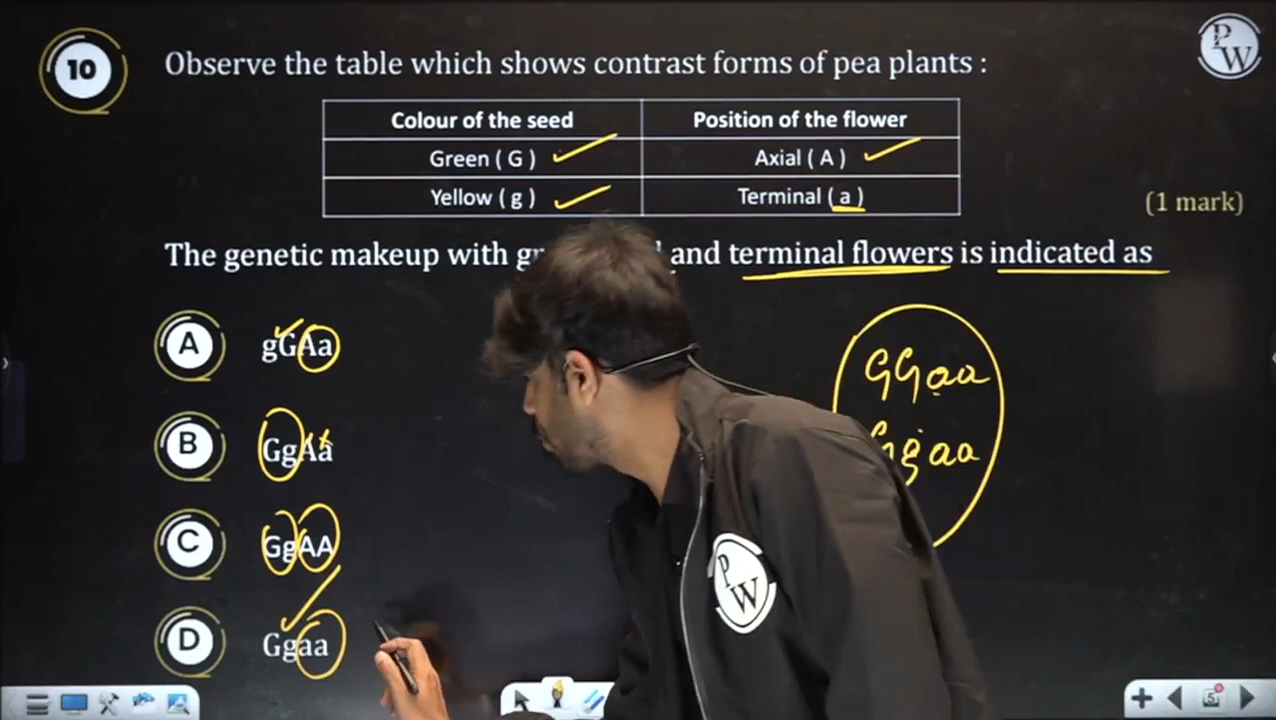 10
Observe the table which shows contrast forms of pea plants :
PW
Colour of the seed Position of the flower
Green ( G ) Axial ( A )
Yellow ( g ) Terminal ( a )
(1 mark)
The genetic makeup with and terminal flowers is indicated as
A gGAa
B GgAa
C GgAA
D Ggaa
GGaa
Ggaa
PW